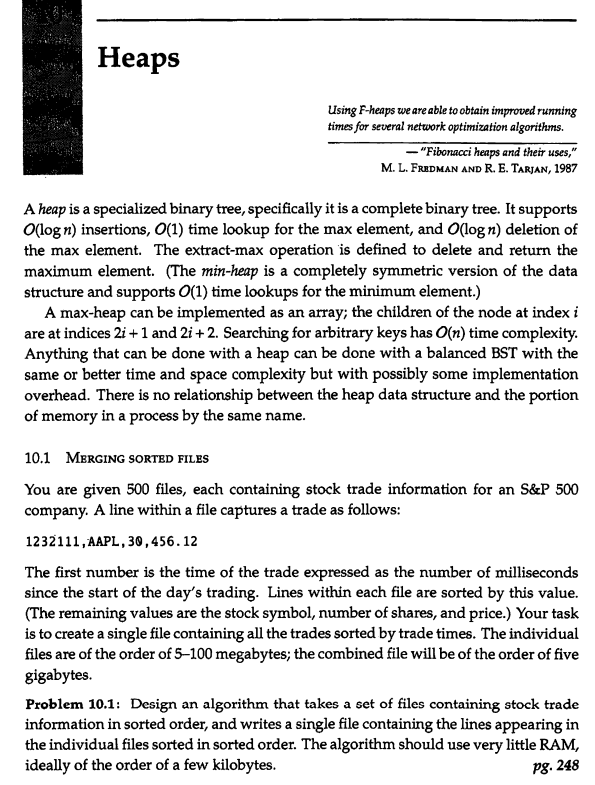 Heaps
Using F-heaps we are able to obtain improved running
times for several network optimization algorithms.
— "Fibonacci heaps and their uses,"
M. L. Fredman and R. E. Tarjan, 1987
A heap is a specialized binary tree, specifically it is a complete binary tree. It supports
O(log n) insertions, O(1) time lookup for the max element, and O(log n) deletion of
the max element. The extract-max operation is defined to delete and return the
maximum element. (The min-heap is a completely symmetric version of the data
structure and supports O(1) time lookups for the minimum element.)
A max-heap can be implemented as an array; the children of the node at index i
are at indices 2i + 1 and 2i + 2. Searching for arbitrary keys has O(n) time complexity.
Anything that can be done with a heap can be done with a balanced BST with the
same or better time and space complexity but with possibly some implementation
overhead. There is no relationship between the heap data structure and the portion
of memory in a process by the same name.
10.1 Merging sorted files
You are given 500 files, each containing stock trade information for an S&P 500
company. A line within a file captures a trade as follows:
1232111,AAPL,30,456.12
The first number is the time of the trade expressed as the number of milliseconds
since the start of the day's trading. Lines within each file are sorted by this value.
(The remaining values are the stock symbol, number of shares, and price.) Your task
is to create a single file containing all the trades sorted by trade times. The individual
files are of the order of 5–100 megabytes; the combined file will be of the order of five
gigabytes.
Problem 10.1: Design an algorithm that takes a set of files containing stock trade
information in sorted order, and writes a single file containing the lines appearing in
the individual files sorted in sorted order. The algorithm should use very little RAM,
ideally of the order of a few kilobytes. pg. 248